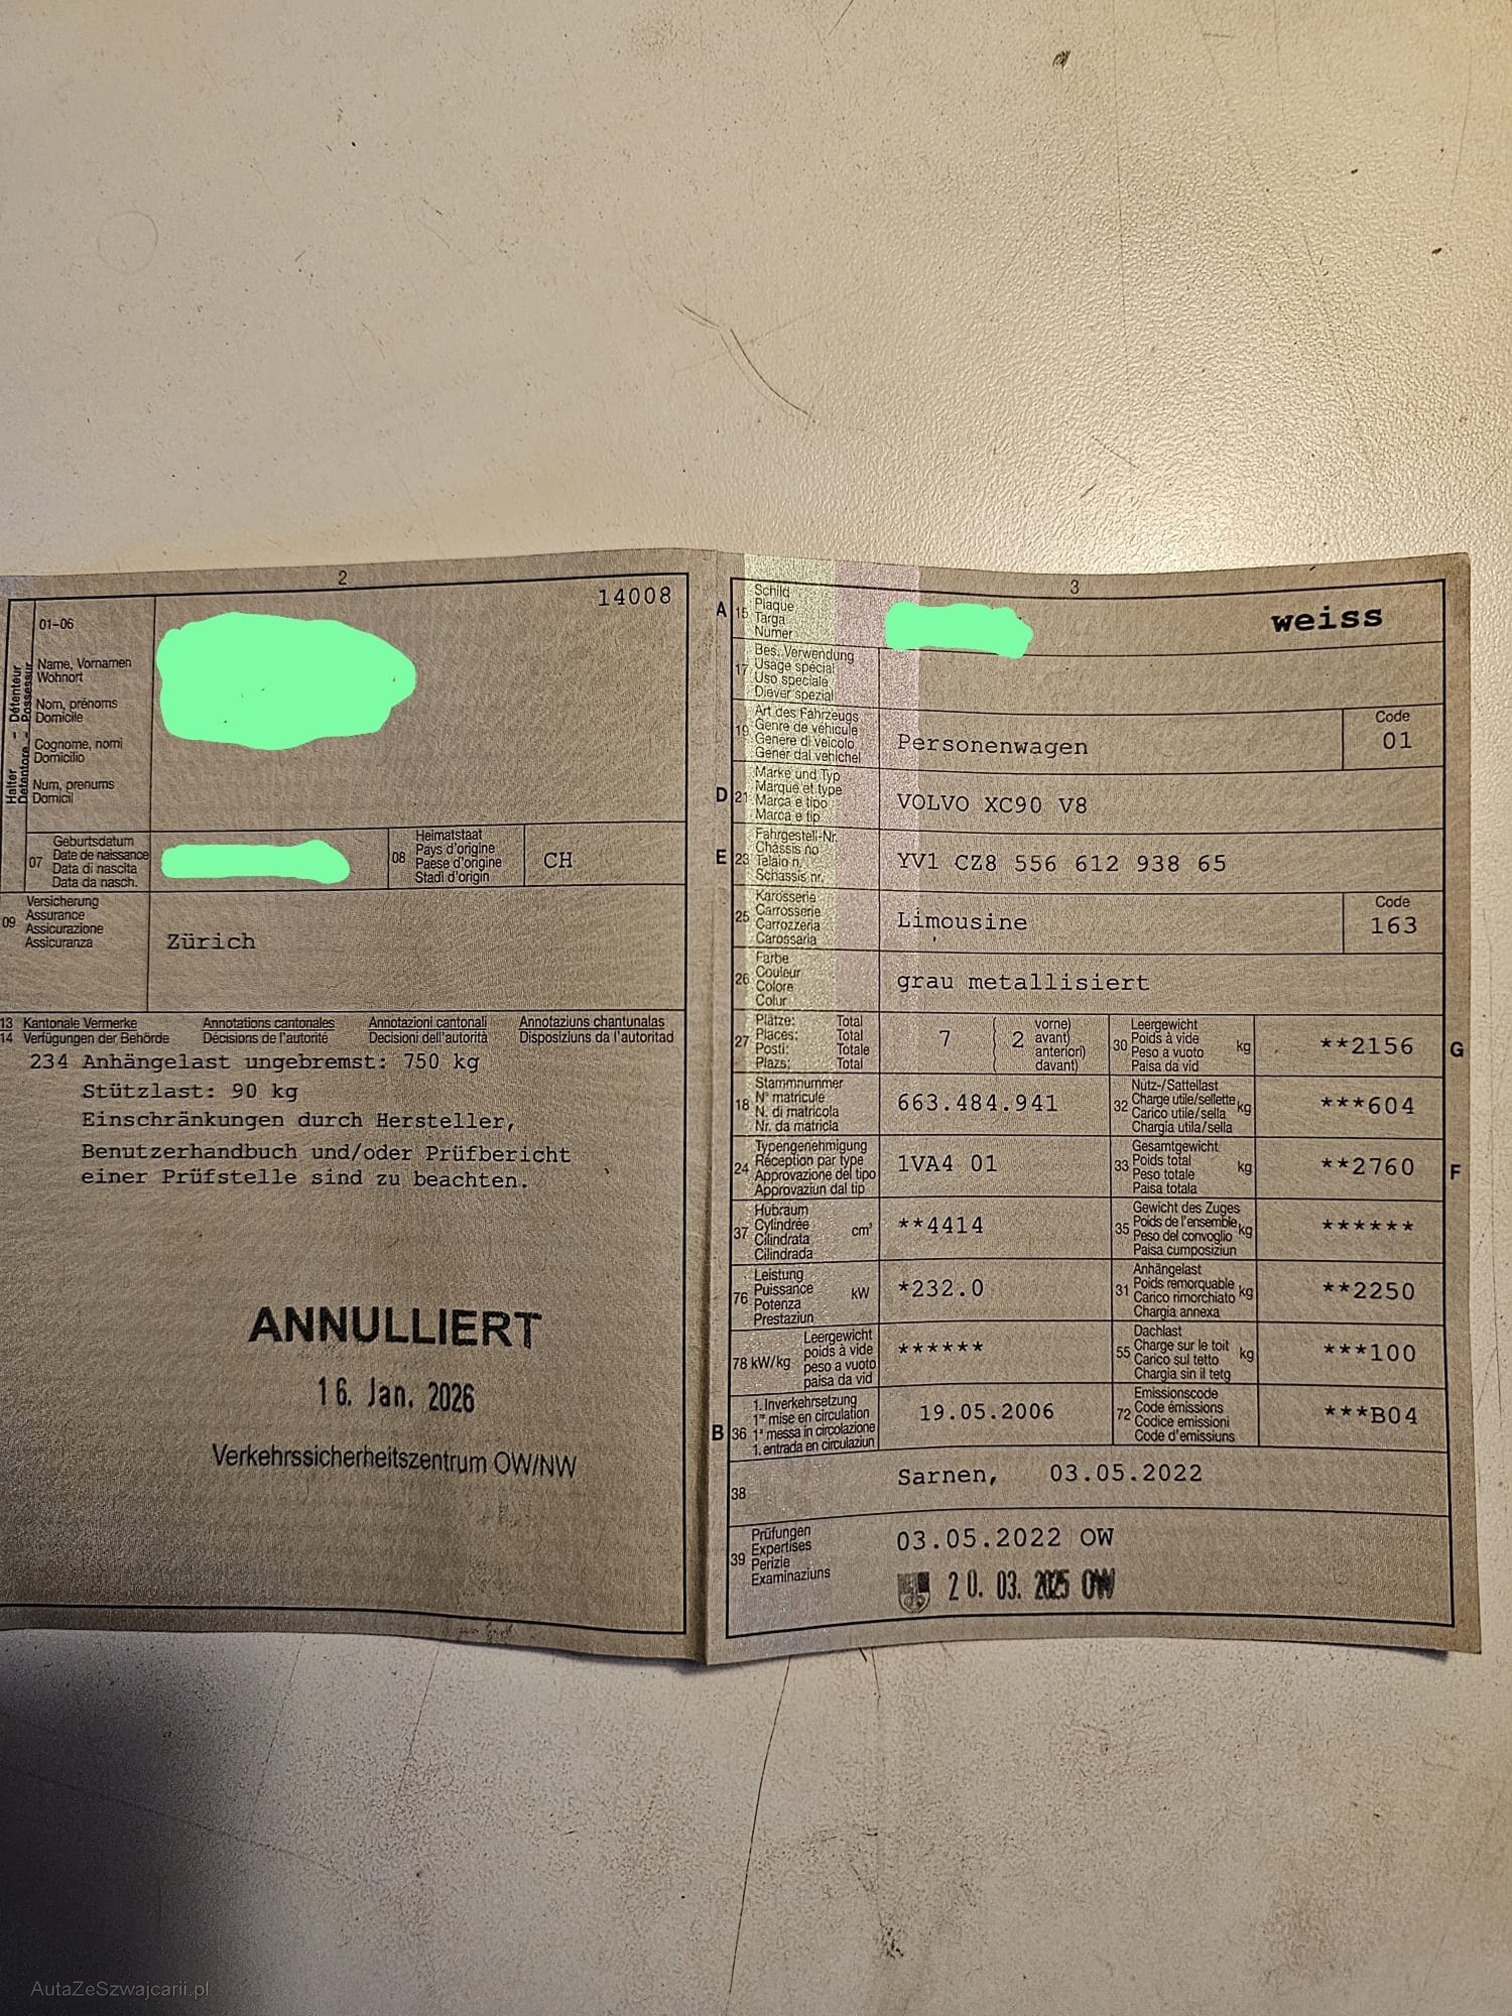 2
14008
01-06
Halter - Détenteur
Detentore - Possessur
Name, Vornamen
Wohnort
Nom, prénoms
Domicile
Cognome, nomi
Domicilio
Num, prenums
Domicil
07
Geburtsdatum
Date de naissance
Data di nascita
Data da nasch.
08
Heimatstaat
Pays d'origine
Paese d'origine
Stadi d'origin
CH
09
Versicherung
Assurance
Assicurazione
Assicuranza
Zürich
13 Kantonale Vermerke Annotations cantonales Annotazioni cantonali Annotaziuns chantunalas
14 Verfügungen der Behörde Décisions de l'autorité Decisioni dell'autorità Disposiziuns da l'autoritad
234 Anhängelast ungebremst: 750 kg
Stützlast: 90 kg
Einschränkungen durch Hersteller,
Benutzerhandbuch und/oder Prüfbericht
einer Prüfstelle sind zu beachten.
ANNULLIERT
16. Jan. 2026
Verkehrssicherheitszentrum OW/NW
3
A 15
Schild
Plaque
Targa
Numer
weiss
17
Bes. Verwendung
Usage spécial
Uso speciale
Diever spezial
19
Art des Fahrzeugs
Genre de véhicule
Genere di veicolo
Gener dal vehichel
Personenwagen
Code
01
D 21
Marke und Typ
Marque et type
Marca e tipo
Marca e tip
VOLVO XC90 V8
E 23
Fahrgestell-Nr.
Châssis no
Telaio n.
Schassis nr.
YV1 CZ8 556 612 938 65
25
Karosserie
Carrosserie
Carrozzeria
Carossaria
Limousine
Code
163
26
Farbe
Couleur
Colore
Colur
grau metallisiert
27
Plätze: Total
Places: Total
Posti: Totale
Plazs: Total
7
2
vorne)
avant)
anteriori)
davant)
30
Leergewicht
Poids à vide
Peso a vuoto
Paisa da vid
kg
**2156
G
18
Stammnummer
N° matricule
N. di matricola
Nr. da matricla
663.484.941
32
Nutz-/Sattellast
Charge utile/sellette
Carico utile/sella
Chargia utila/sella
kg
***604
24
Typengenehmigung
Réception par type
Approvazione del tipo
Approvaziun dal tip
1VA4 01
33
Gesamtgewicht
Poids total
Peso totale
Paisa totala
kg
**2760
F
37
Hubraum
Cylindrée
Cilindrata
Cilindrada
cm³
**4414
35
Gewicht des Zuges
Poids de l'ensemble
Peso del convoglio
Paisa cumposiziun
kg
******
76
Leistung
Puissance
Potenza
Prestaziun
kW
*232.0
31
Anhängelast
Poids remorquable
Carico rimorchiato
Chargia annexa
kg
**2250
78 kW/kg
Leergewicht
poids à vide
peso a vuoto
paisa da vid
******
55
Dachlast
Charge sur le toit
Carico sul tetto
Chargia sin il tetg
kg
***100
B 36
1. Inverkehrsetzung
1re mise en circulation
1a messa in circolazione
1. entrada en circulaziun
19.05.2006
72
Emissionscode
Code émissions
Codice emissioni
Code d'emissiuns
***B04
38
Sarnen, 03.05.2022
39
Prüfungen
Expertises
Perizie
Examinaziuns
03.05.2022 OW
20. 03. 2025 OW
AutaZeSzwajcarii.pl